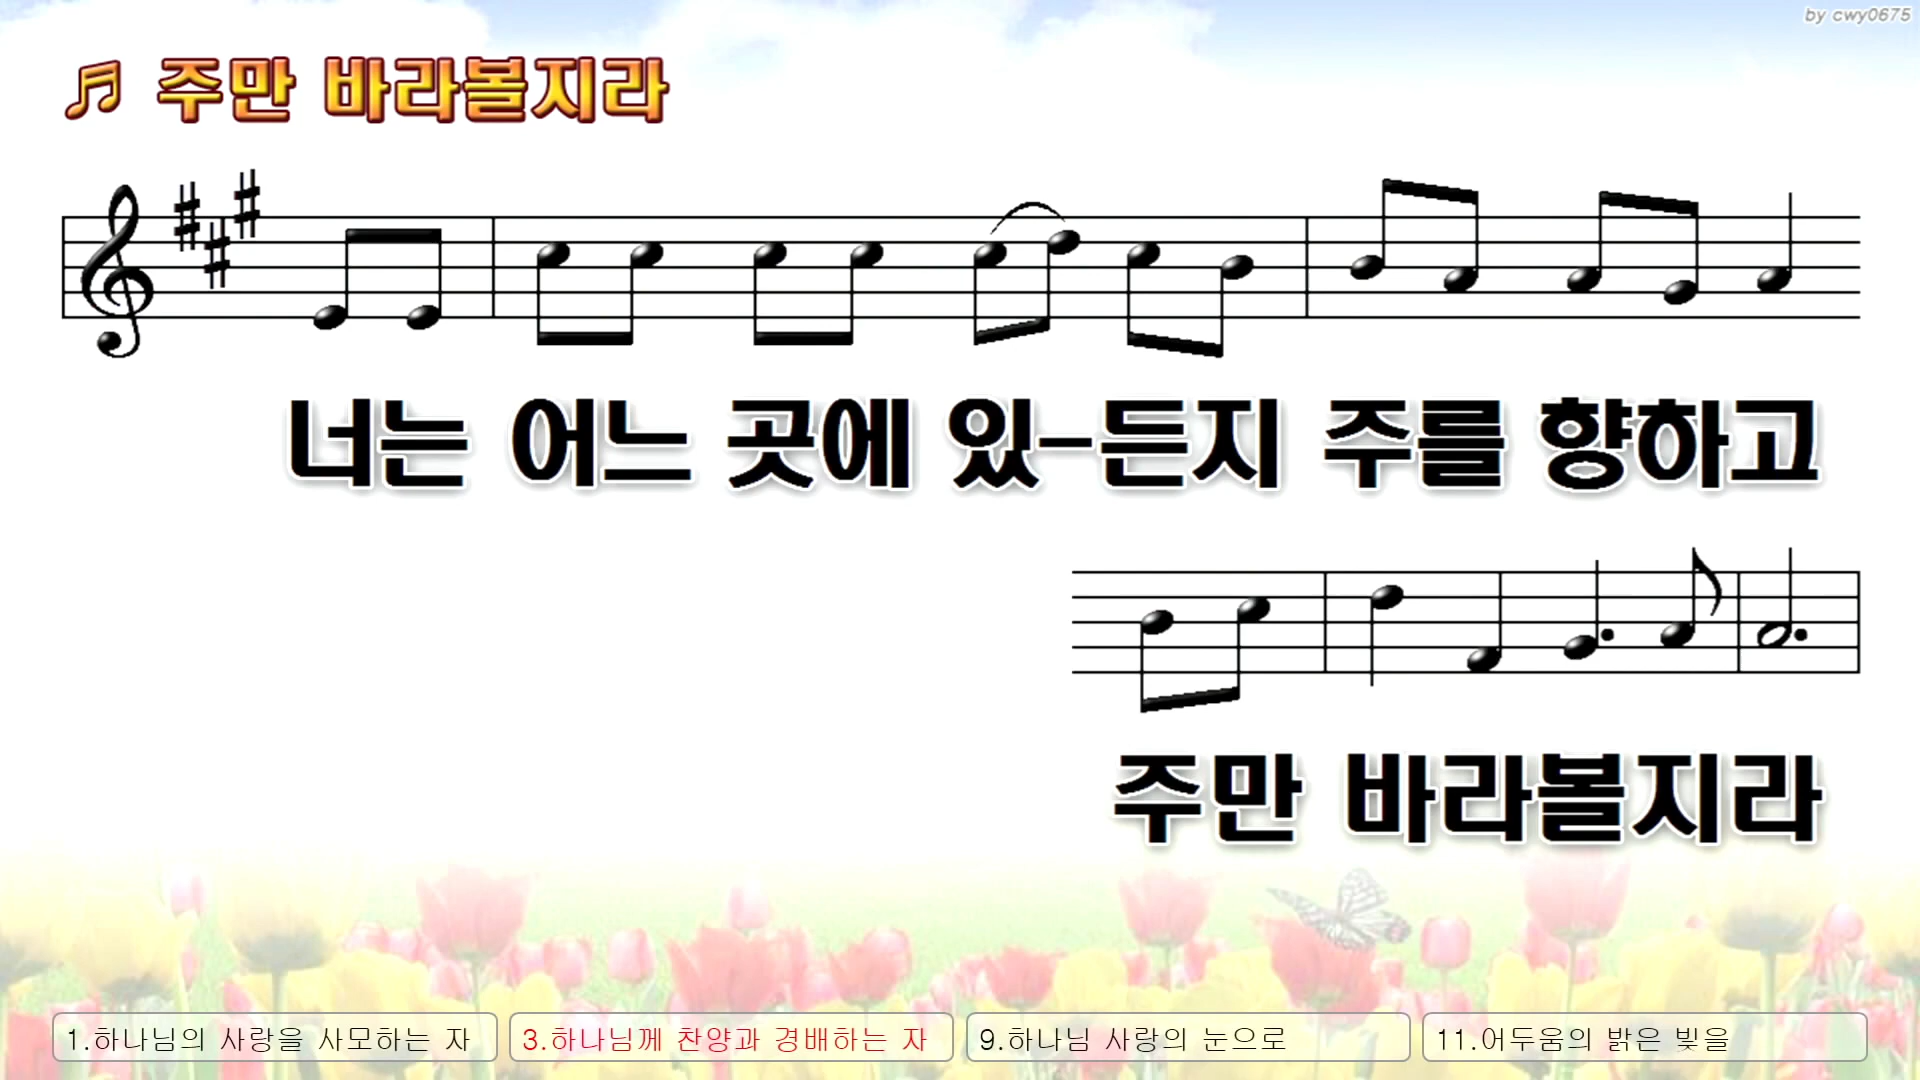 by cwy0675
주만 바라볼지라
너는 어느 곳에 있-든지 주를 향하고
주만 바라볼지라
1.하나님의 사랑을 사모하는 자
3.하나님께 찬양과 경배하는 자
9.하나님 사랑의 눈으로
11.어두움의 밝은 빛을